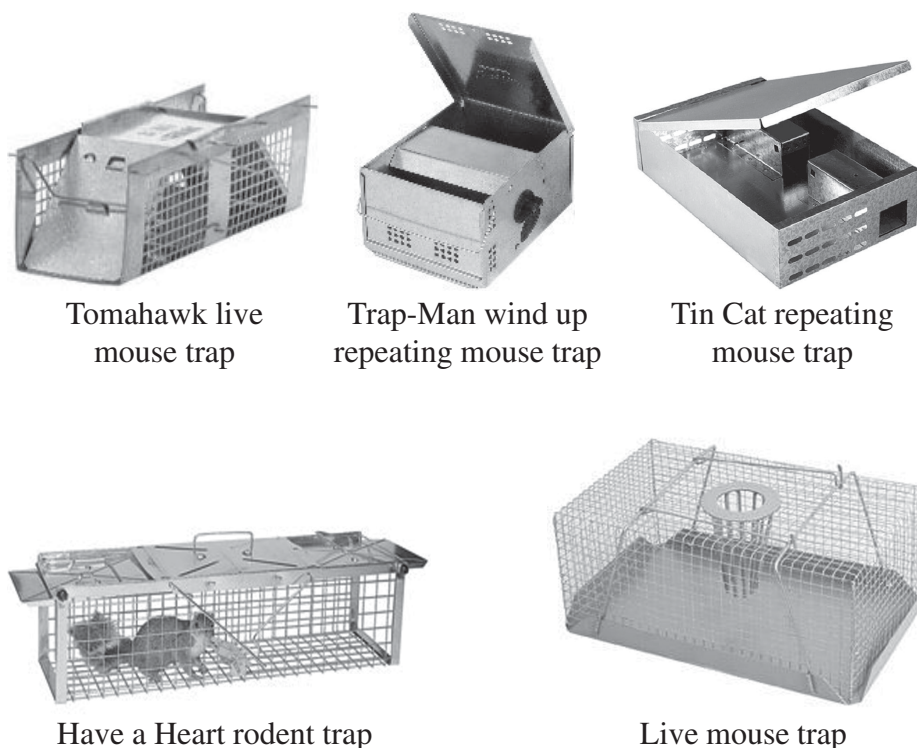 Tomahawk live
mouse trap
Trap-Man wind up
repeating mouse trap
Tin Cat repeating
mouse trap
Have a Heart rodent trap
Live mouse trap